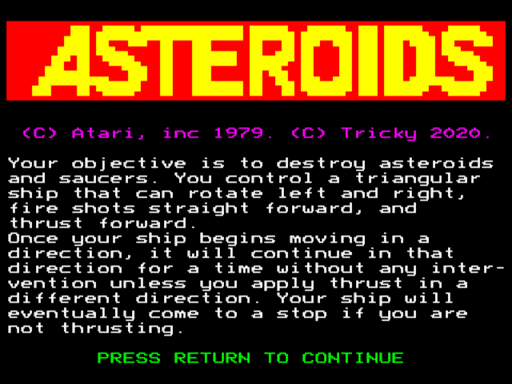 ASTEROIDS
(C) Atari, inc 1979. (C) Tricky 2020.
Your objective is to destroy asteroids
and saucers. You control a triangular
ship that can rotate left and right,
fire shots straight forward, and
thrust forward.
Once your ship begins moving in a
direction, it will continue in that
direction for a time without any inter-
vention unless you apply thrust in a
different direction. Your ship will
eventually come to a stop if you are
not thrusting.
PRESS RETURN TO CONTINUE